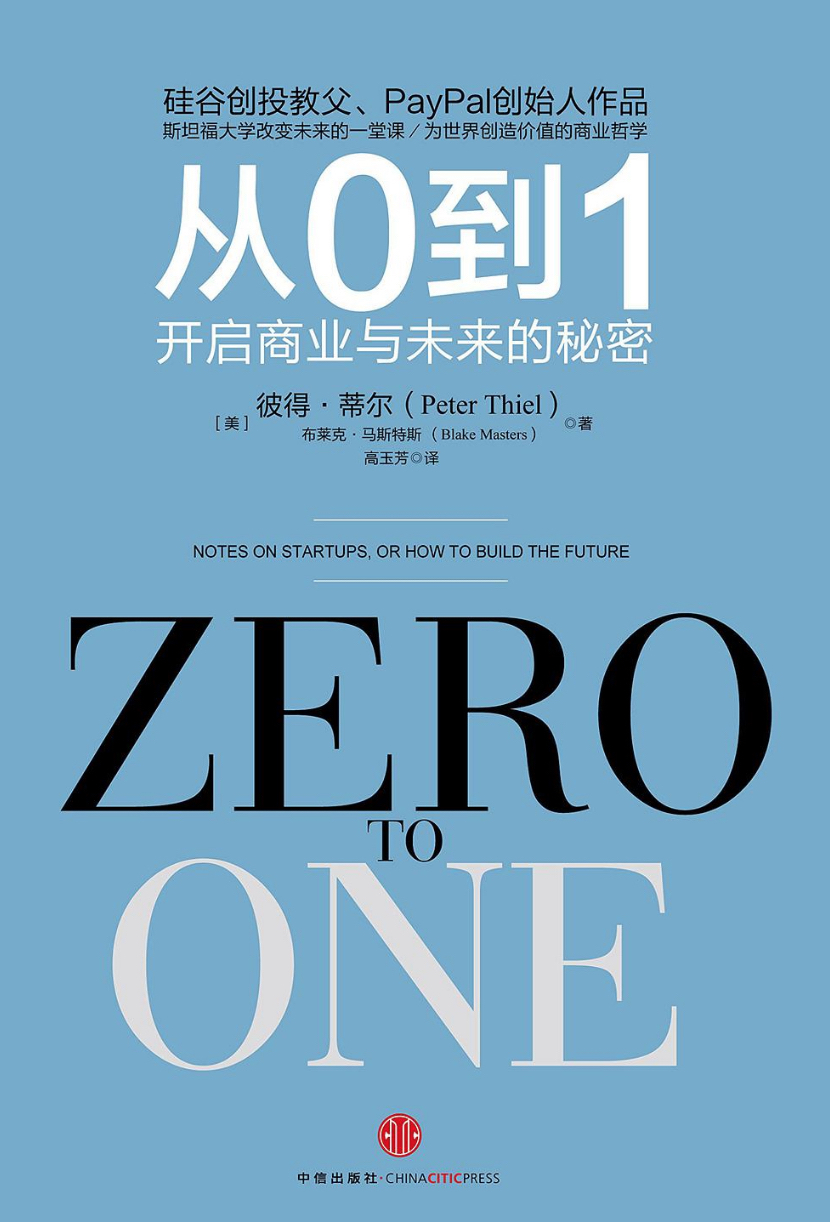 硅谷创投教父、PayPal创始人作品
斯坦福大学改变未来的一堂课／为世界创造价值的商业哲学
从0到1
开启商业与未来的秘密
［美］彼得·蒂尔（Peter Thiel）
布莱克·马斯特斯（Blake Masters）◎著
高玉芳◎译
NOTES ON STARTUPS, OR HOW TO BUILD THE FUTURE
ZERO
TO
ONE
中信出版社·CHINACITICPRESS